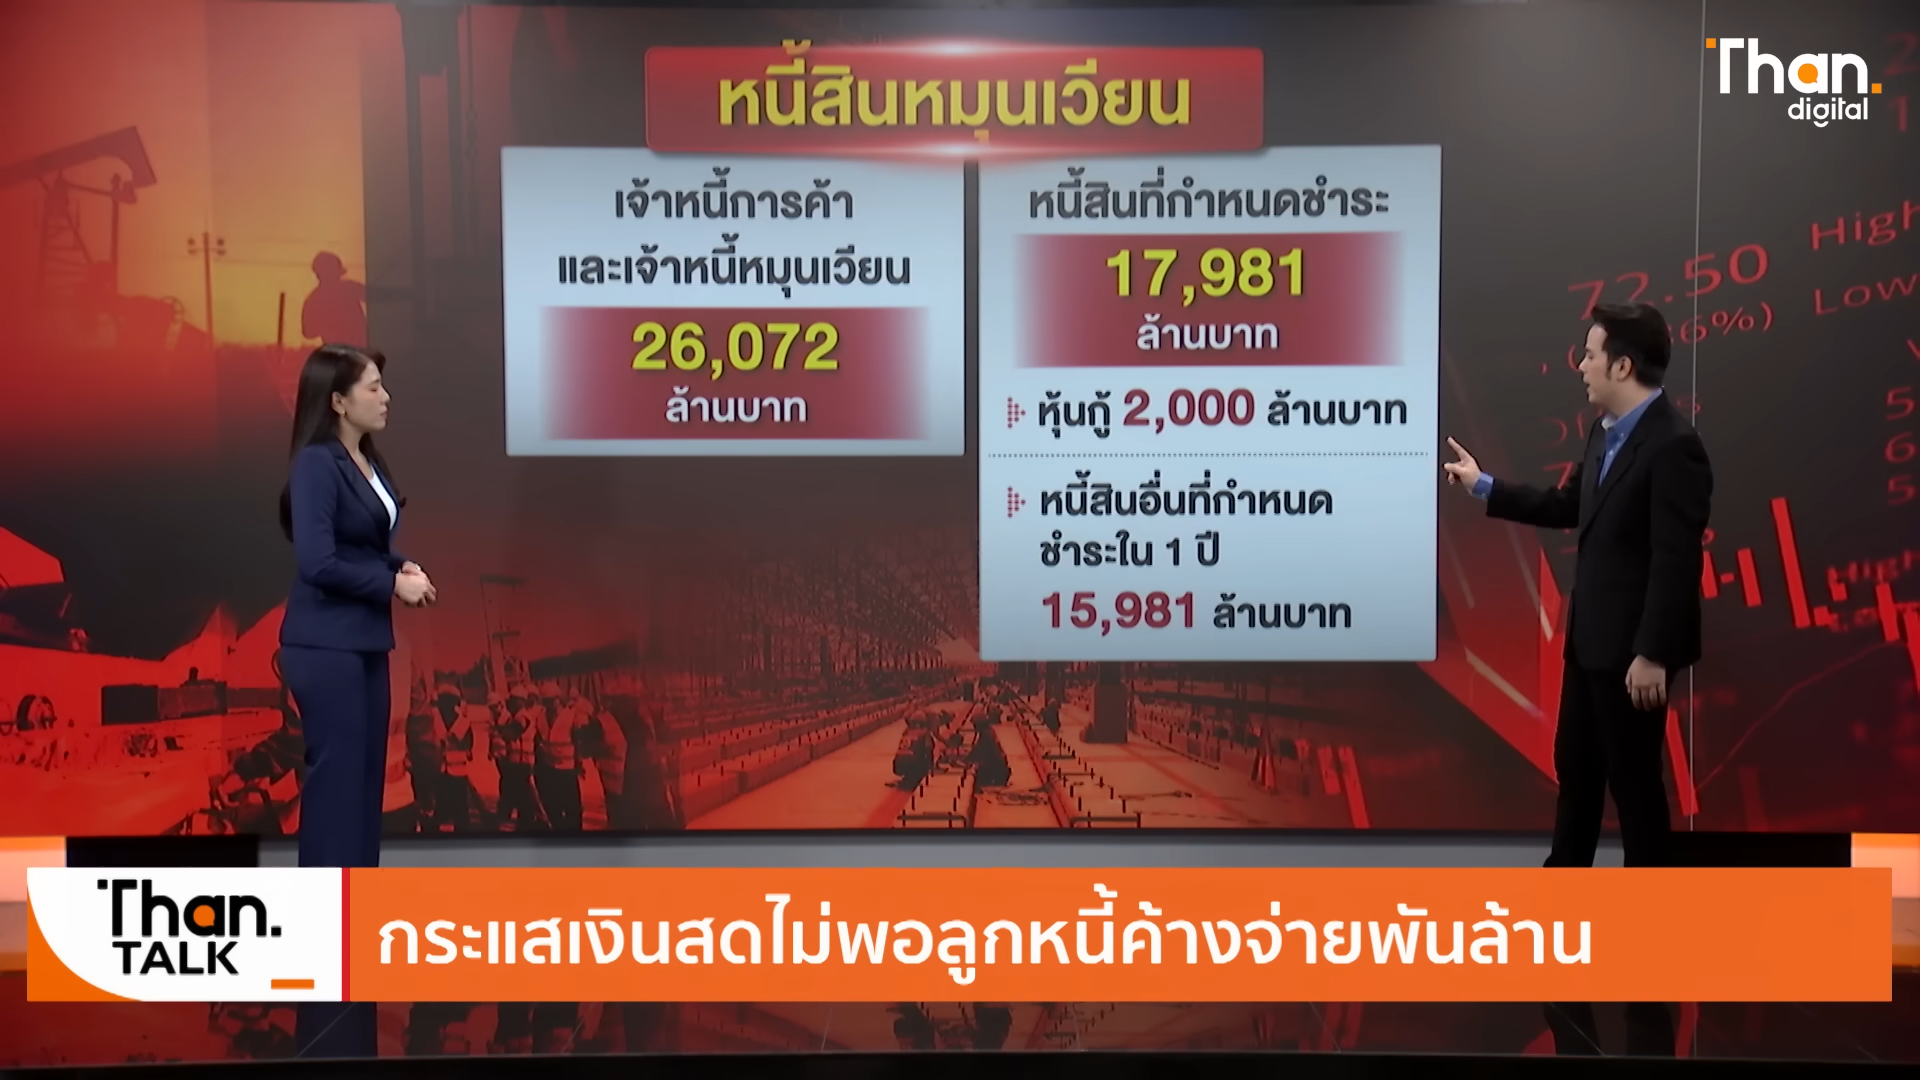 Than.
digital
หนี้สินหมุนเวียน
เจ้าหนี้การค้า
และเจ้าหนี้หมุนเวียน
26,072
ล้านบาท
หนี้สินที่กำหนดชำระ
17,981
ล้านบาท
หุ้นกู้ 2,000 ล้านบาท
หนี้สินอื่นที่กำหนด
ชำระใน 1 ปี
15,981 ล้านบาท
72.50
High
Low
Than.
TALK
กระแสเงินสดไม่พอลูกหนี้ค้างจ่ายพันล้าน